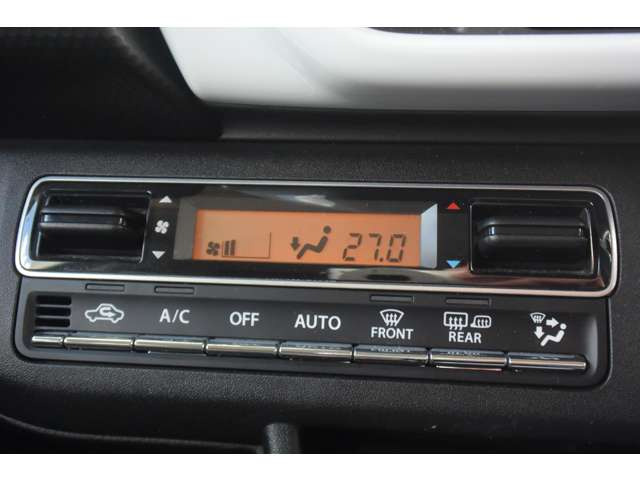 27.0
A/C OFF AUTO FRONT REAR